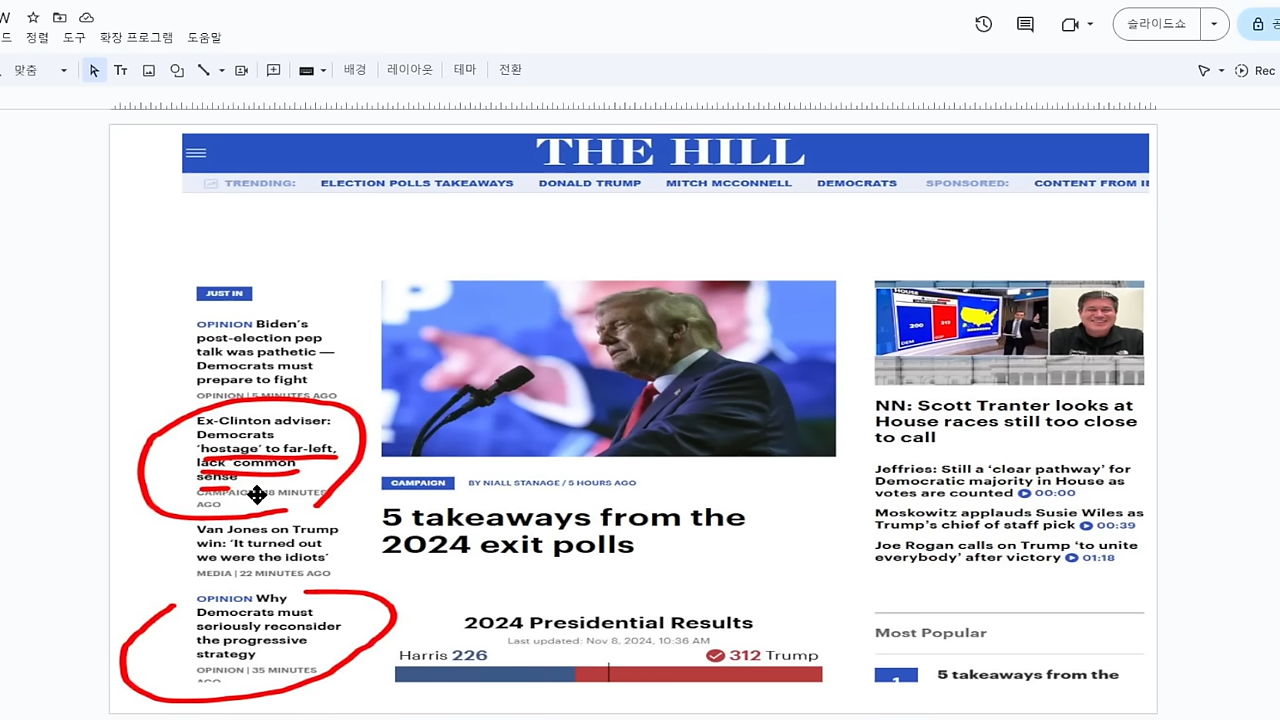 W
드 정렬 도구 확장 프로그램 도움말
슬라이드쇼
맞춤
배경 레이아웃 테마 전환
Rec
THE HILL
TRENDING: ELECTION POLLS TAKEAWAYS DONALD TRUMP MITCH MCCONNELL DEMOCRATS SPONSORED: CONTENT FROM
JUST IN
OPINION Biden's
post-election pep
talk was pathetic —
Democrats must
prepare to fight
OPINION | 5 MINUTES AGO
Ex-Clinton adviser:
Democrats
'hostage' to far-left,
lack 'common
sense'
CAMPAIGN 18 MINUTES
AGO
Van Jones on Trump
win: 'It turned out
we were the idiots'
MEDIA | 22 MINUTES AGO
OPINION Why
Democrats must
seriously reconsider
the progressive
strategy
OPINION | 35 MINUTES
AGO
CAMPAIGN BY NIALL STANAGE / 5 HOURS AGO
5 takeaways from the
2024 exit polls
2024 Presidential Results
Last updated: Nov 8, 2024, 10:36 AM
Harris 226 312 Trump
HOUSE
200
DEM
NN: Scott Tranter looks at
House races still too close
to call
Jeffries: Still a 'clear pathway' for
Democratic majority in House as
votes are counted 00:00
Moskowitz applauds Susie Wiles as
Trump's chief of staff pick 00:39
Joe Rogan calls on Trump 'to unite
everybody' after victory 01:18
Most Popular
1 5 takeaways from the